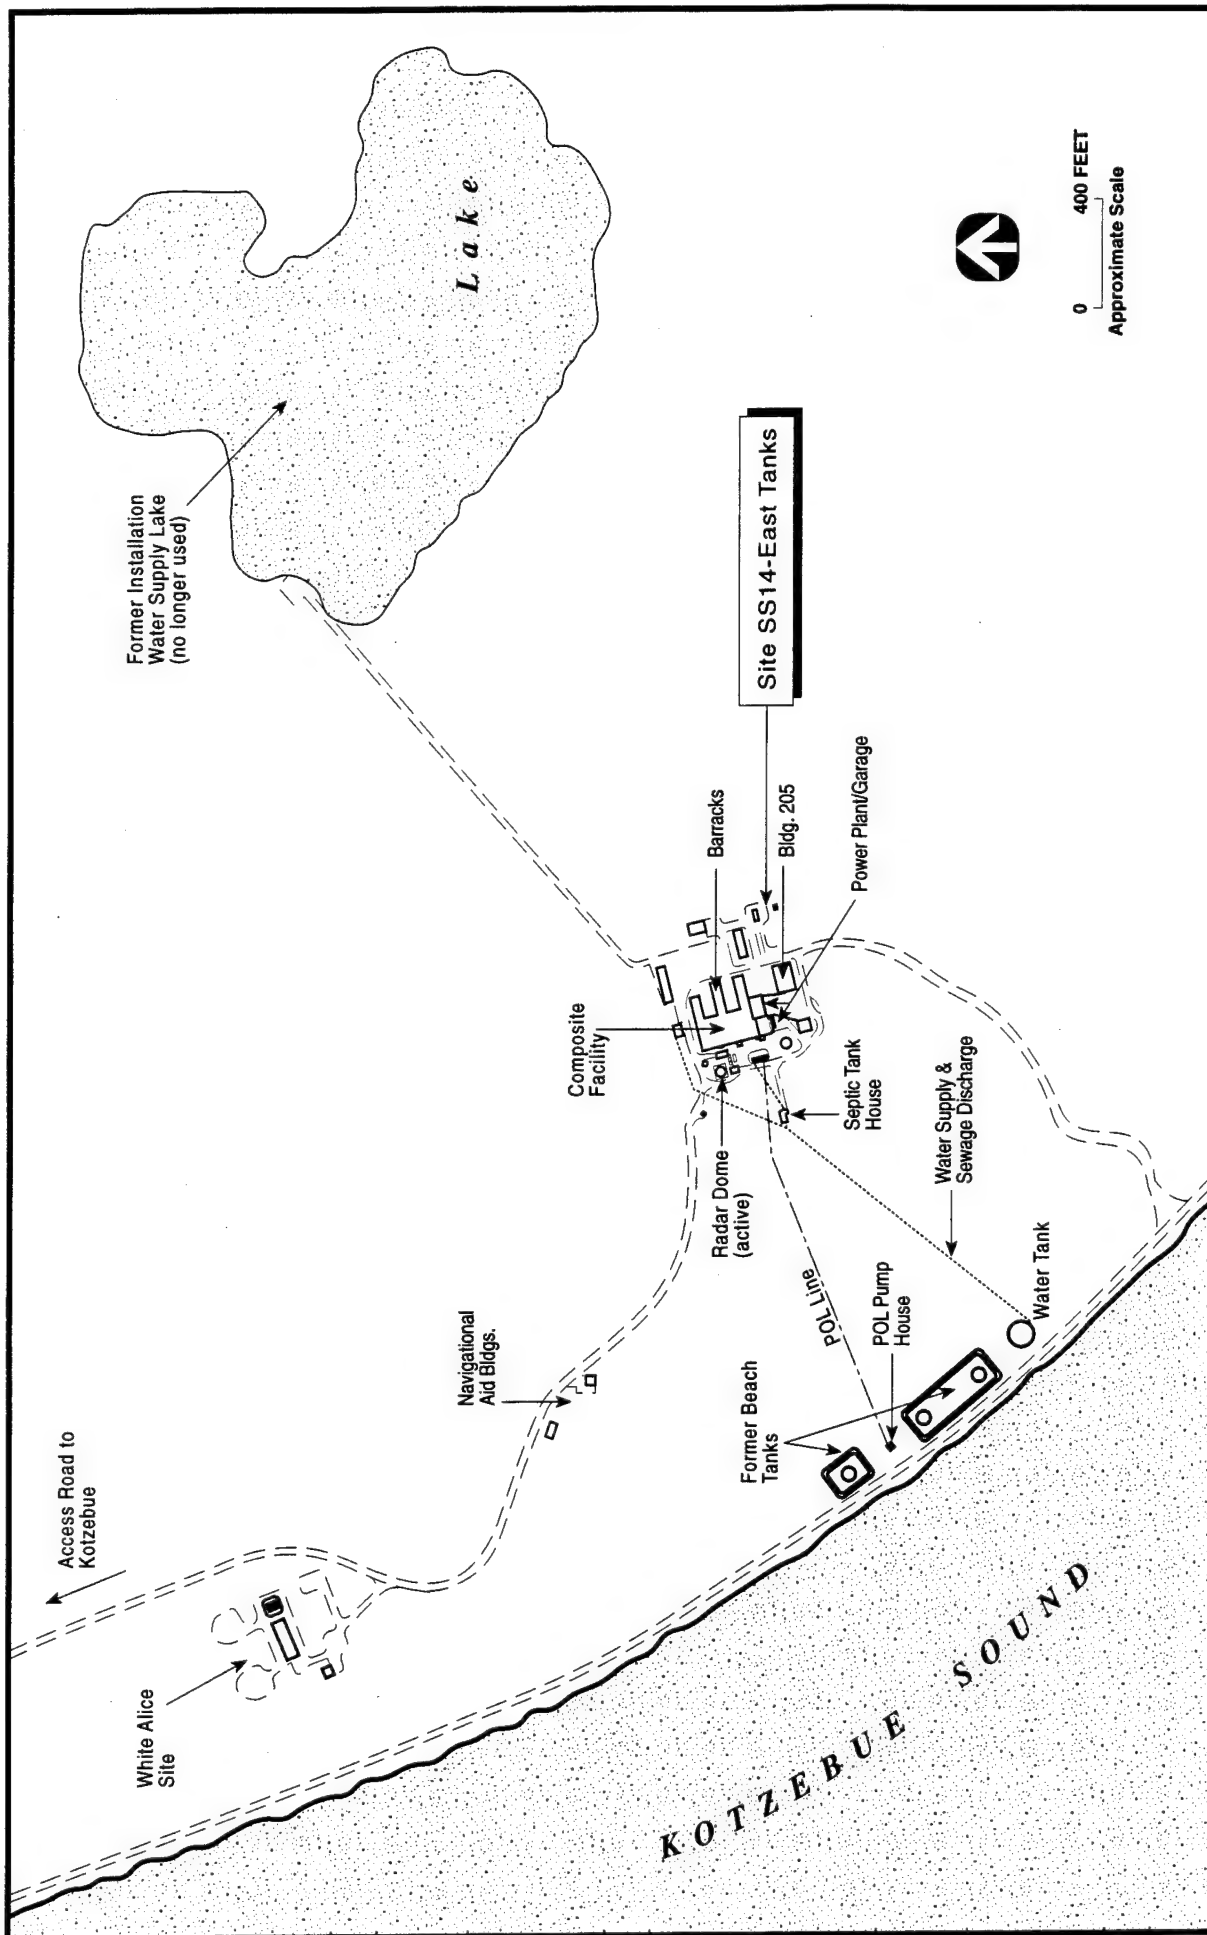 Access Road to
Kotzebue
White Alice
Site
Former Installation
Water Supply Lake
(no longer used)
Lake
Navigational
Aid Bldgs.
Composite
Facility
Barracks
Site SS14-East Tanks
Bldg. 205
Power Plant/Garage
Radar Dome
(active)
Septic Tank
House
POL Line
Water Supply &
Sewage Discharge
Former Beach
Tanks
POL Pump
House
Water Tank
KOTZEBUE SOUND
0 400 FEET
Approximate Scale